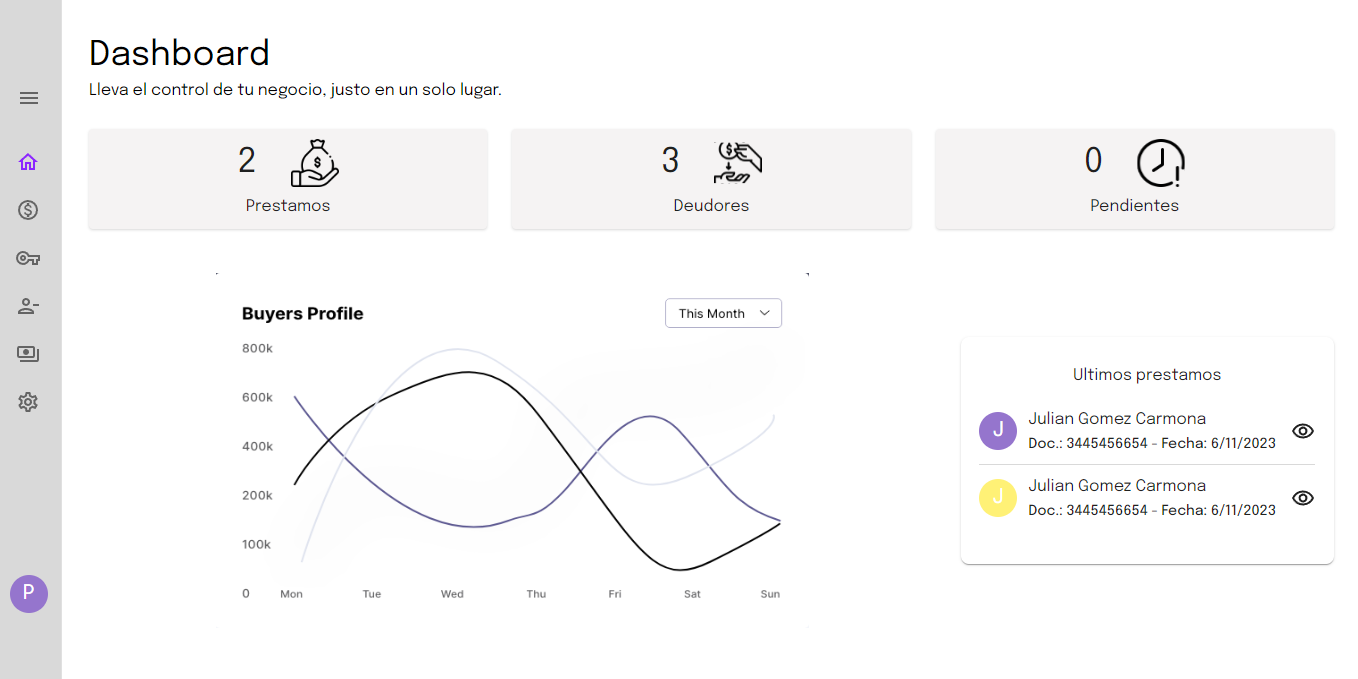 Dashboard
Lleva el control de tu negocio, justo en un solo lugar.
2
Prestamos
3
Deudores
0
Pendientes
Buyers Profile
This Month
800k
600k
400k
200k
100k
0
Mon Tue Wed Thu Fri Sat Sun
Ultimos prestamos
J
Julian Gomez Carmona
Doc.: 3445456654 - Fecha: 6/11/2023
J
Julian Gomez Carmona
Doc.: 3445456654 - Fecha: 6/11/2023
P